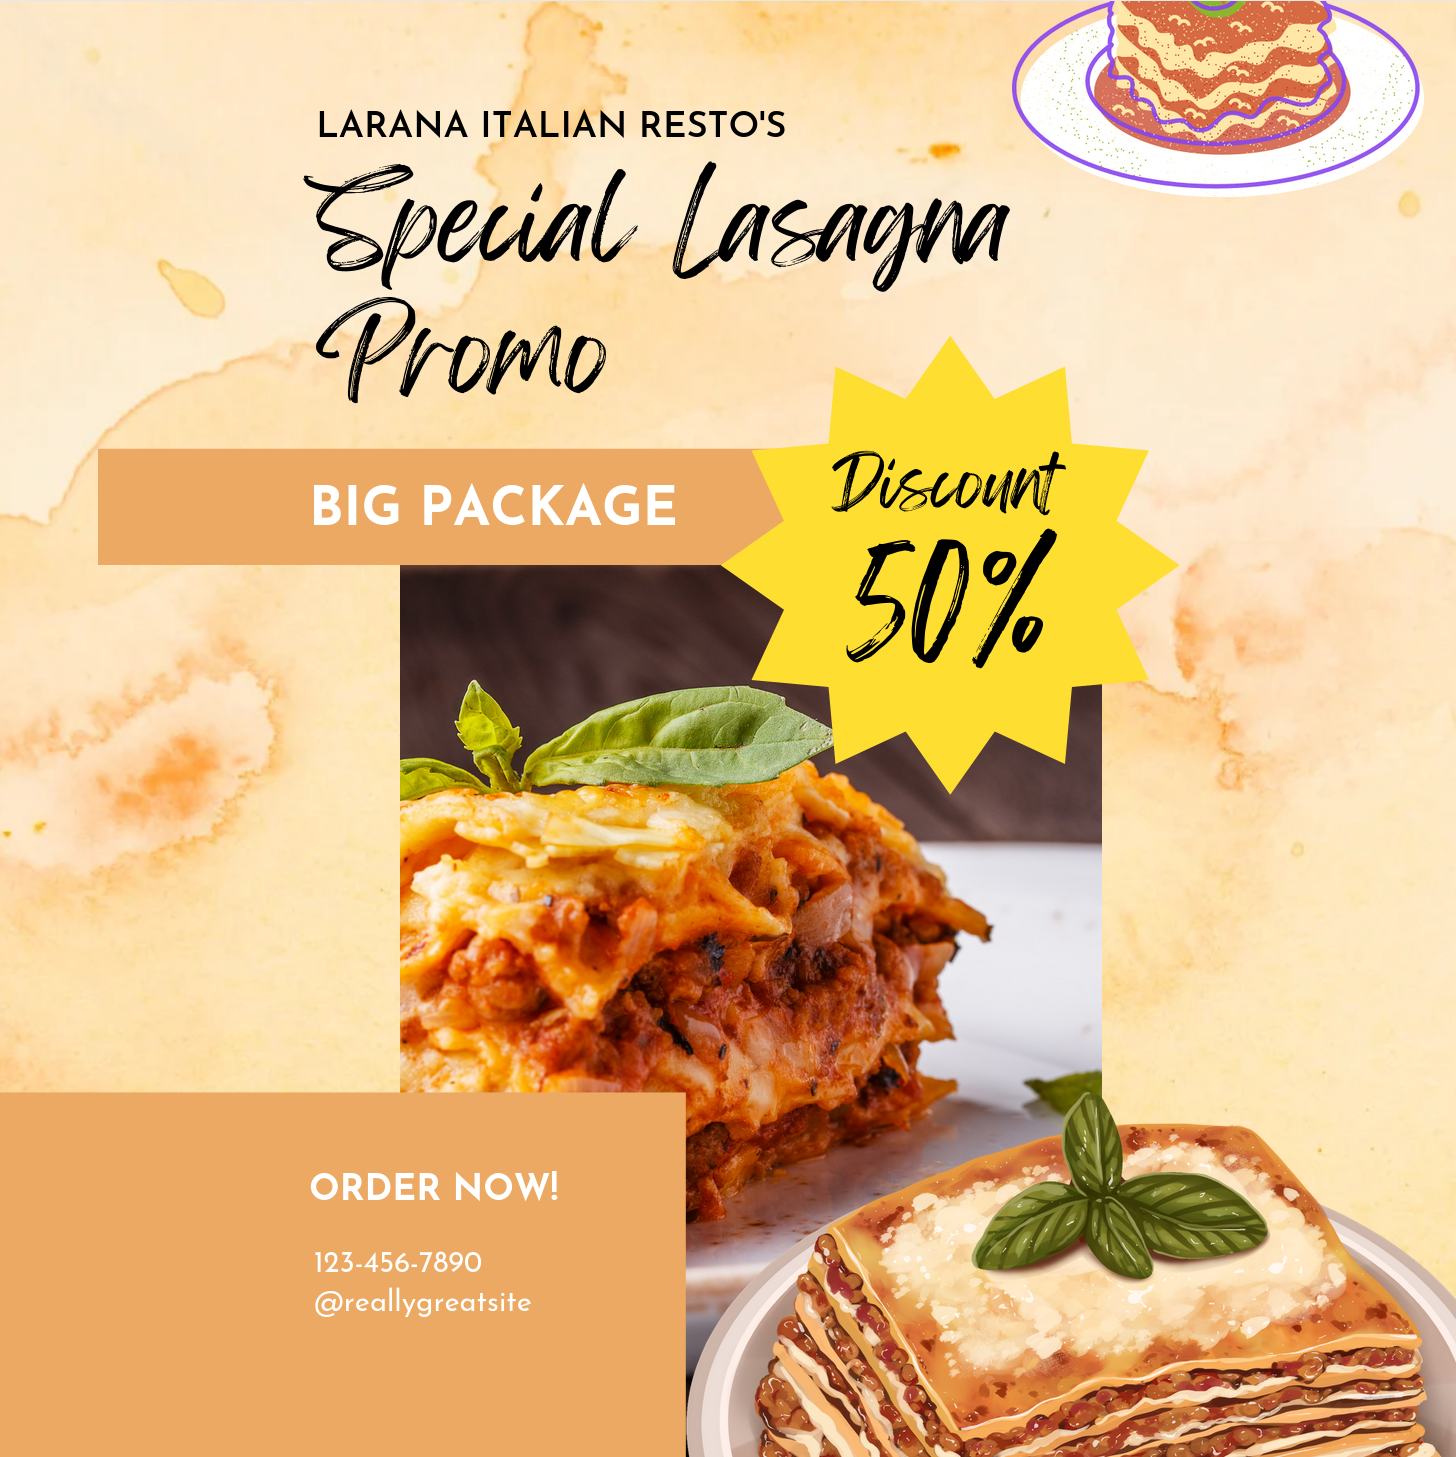 LARANA ITALIAN RESTO'S
Special Lasagna
Promo
BIG PACKAGE
Discount
50%
ORDER NOW!
123-456-7890
@reallygreatsite